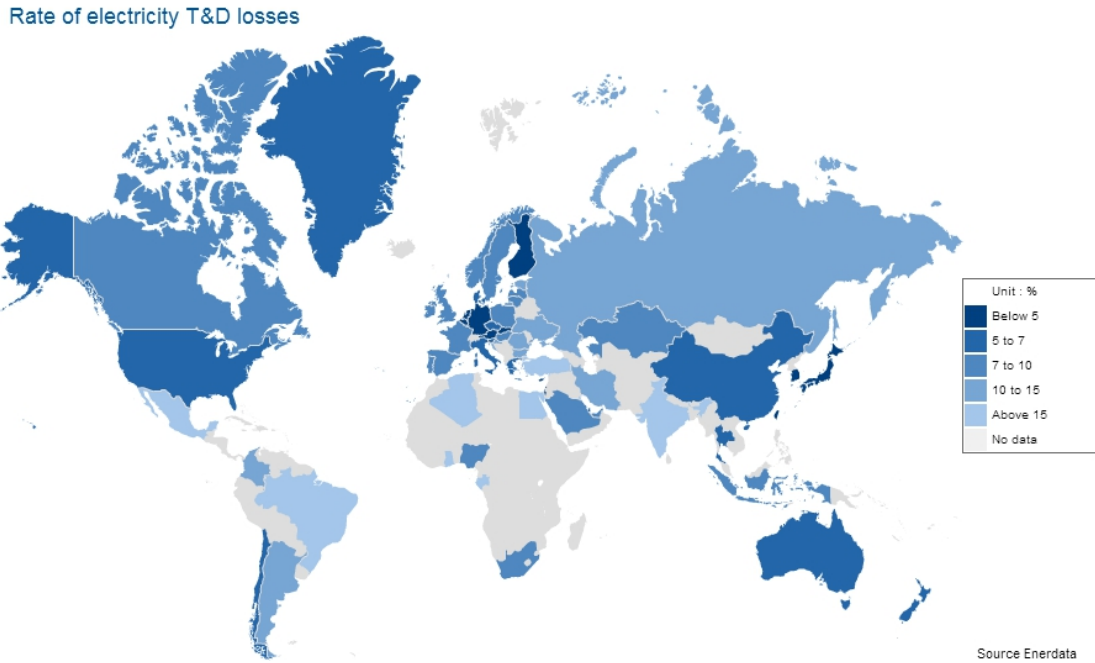 Rate of electricity T&D losses
Unit : %
Below 5
5 to 7
7 to 10
10 to 15
Above 15
No data
Source Enerdata